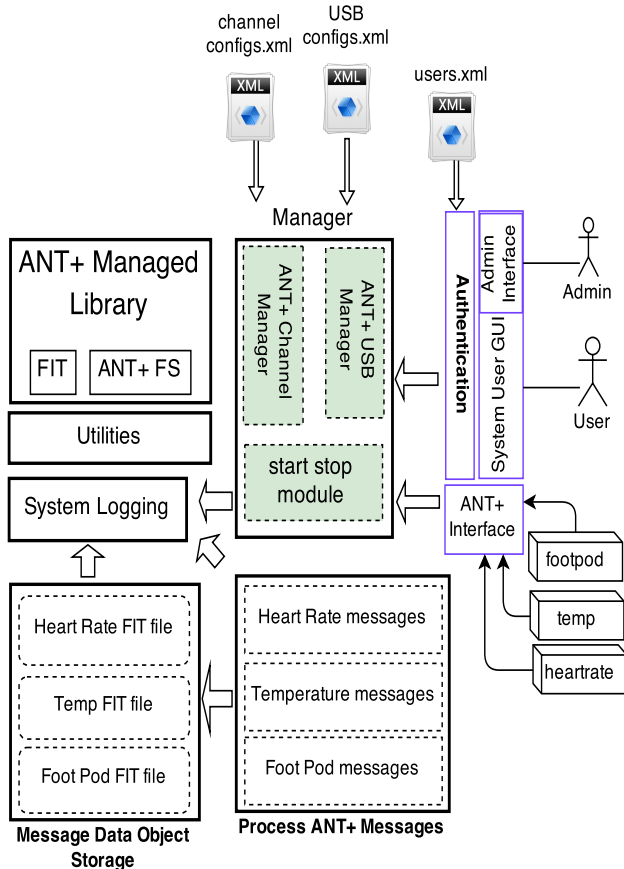 channel
configs.xml
USB
configs.xml
users.xml
XML
XML
XML
Manager
ANT+ Managed
Library
FIT
ANT+ FS
Utilities
System Logging
ANT+ Channel
Manager
ANT+ USB
Manager
start stop
module
Authentication
Admin
Interface
System User GUI
Admin
User
ANT+
Interface
footpod
temp
heartrate
Heart Rate FIT file
Temp FIT file
Foot Pod FIT file
Message Data Object
Storage
Heart Rate messages
Temperature messages
Foot Pod messages
Process ANT+ Messages